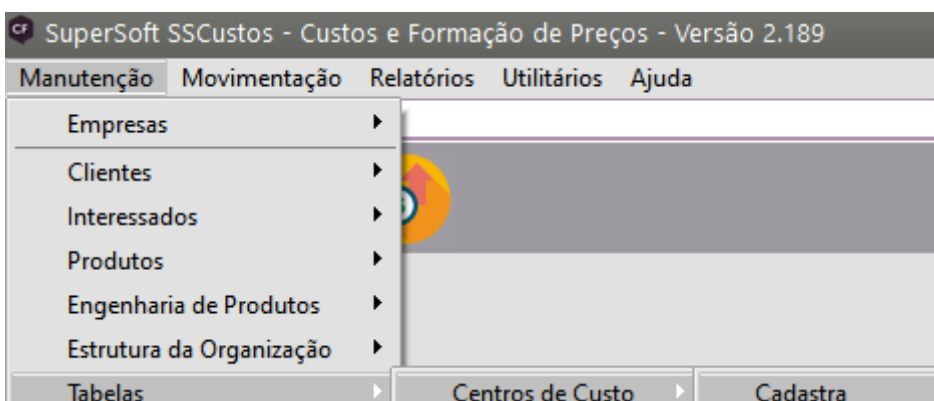 CF SuperSoft SSCustos - Custos e Formação de Preços - Versão 2.189
Manutenção Movimentação Relatórios Utilitários Ajuda
Empresas
Clientes
Interessados
Produtos
Engenharia de Produtos
Estrutura da Organização
Tabelas Centros de Custo Cadastra